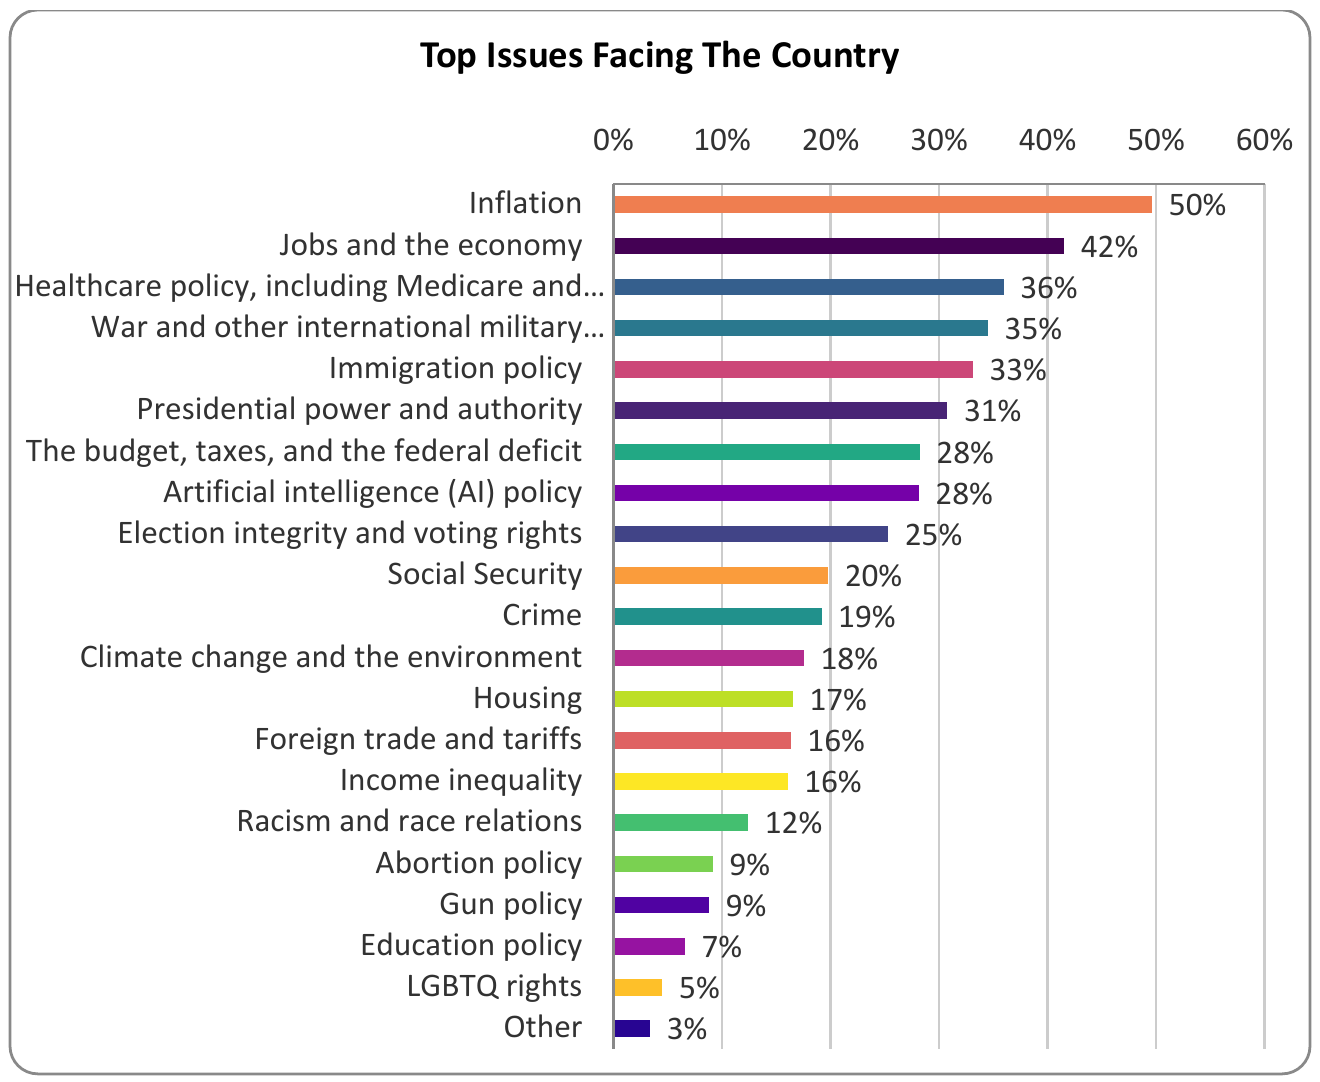 Top Issues Facing The Country
0% 10% 20% 30% 40% 50% 60%
Inflation 50%
Jobs and the economy 42%
Healthcare policy, including Medicare and... 36%
War and other international military... 35%
Immigration policy 33%
Presidential power and authority 31%
The budget, taxes, and the federal deficit 28%
Artificial intelligence (AI) policy 28%
Election integrity and voting rights 25%
Social Security 20%
Crime 19%
Climate change and the environment 18%
Housing 17%
Foreign trade and tariffs 16%
Income inequality 16%
Racism and race relations 12%
Abortion policy 9%
Gun policy 9%
Education policy 7%
LGBTQ rights 5%
Other 3%